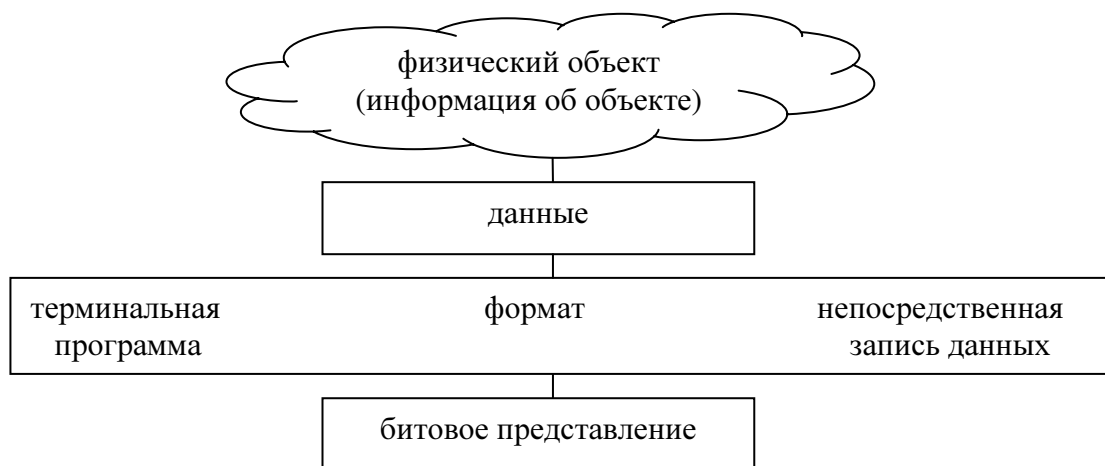 физический объект
(информация об объекте)
данные
терминальная
программа
формат
непосредственная
запись данных
битовое представление